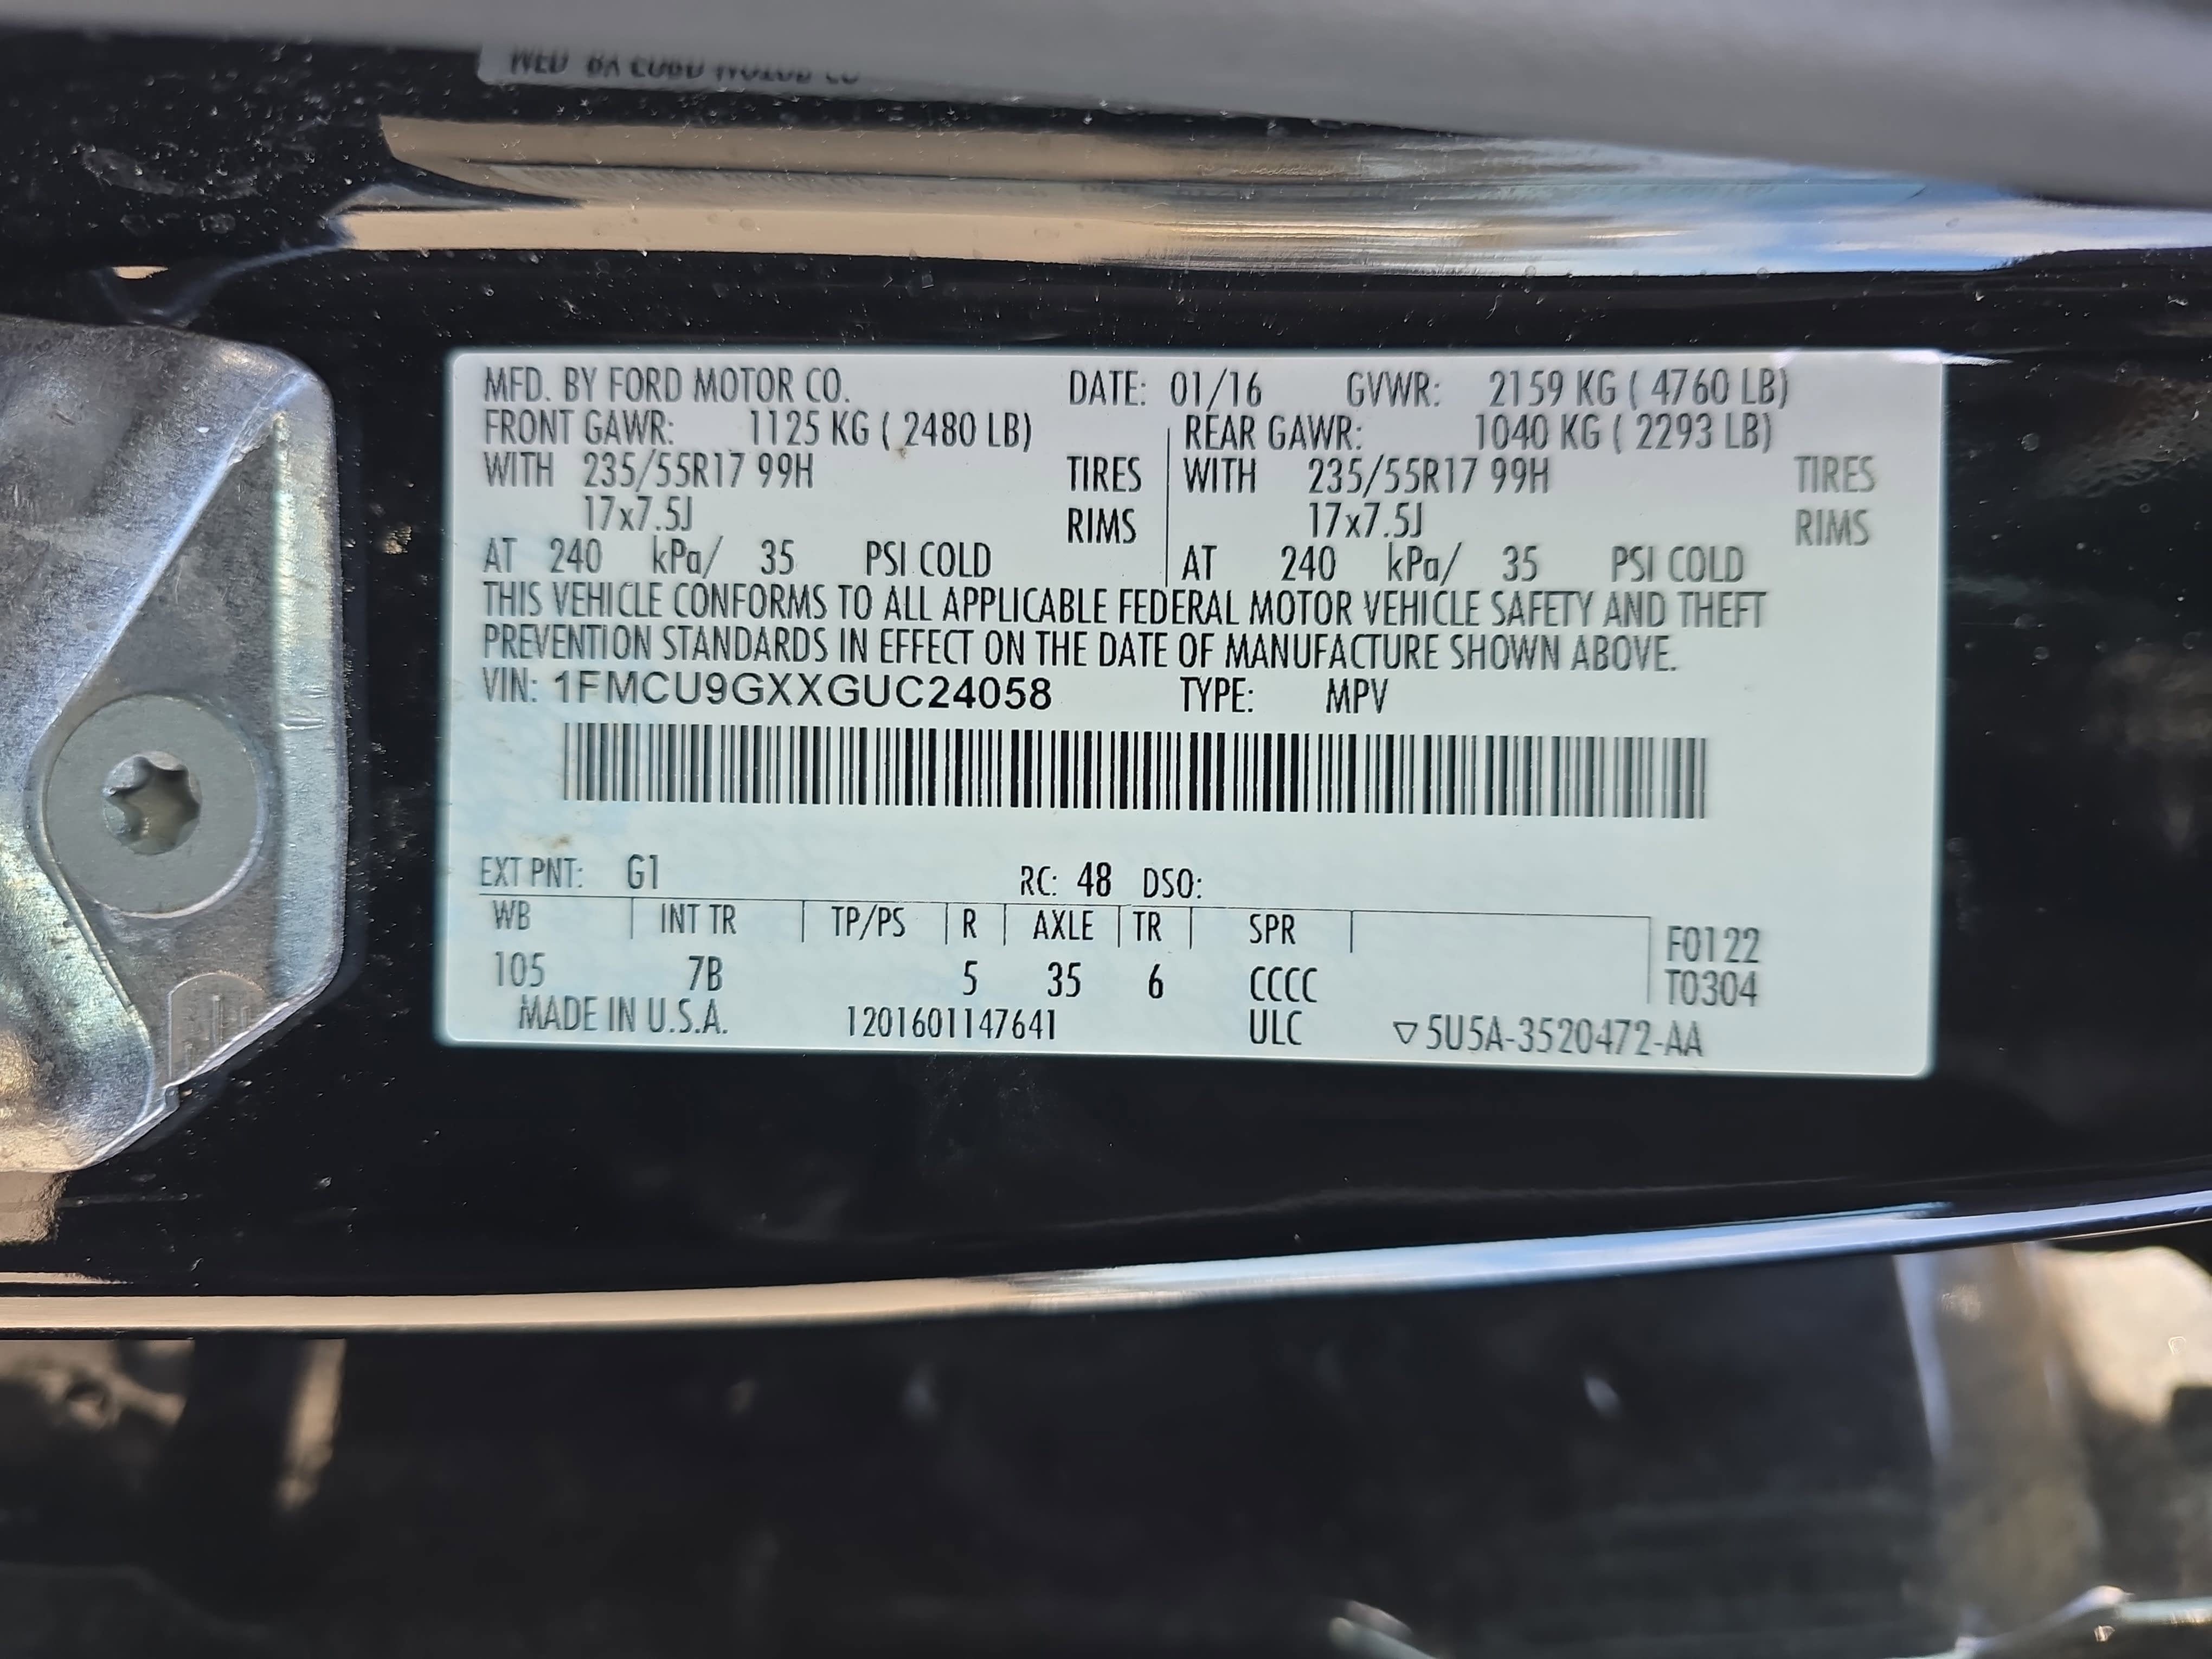 MFD. BY FORD MOTOR CO. DATE: 01/16 GVWR: 2159 KG ( 4760 LB)
FRONT GAWR: 1125 KG ( 2480 LB) REAR GAWR: 1040 KG ( 2293 LB)
WITH 235/55R17 99H TIRES WITH 235/55R17 99H TIRES
17x7.5J RIMS 17x7.5J RIMS
AT 240 kPa/ 35 PSI COLD AT 240 kPa/ 35 PSI COLD
THIS VEHICLE CONFORMS TO ALL APPLICABLE FEDERAL MOTOR VEHICLE SAFETY AND THEFT
PREVENTION STANDARDS IN EFFECT ON THE DATE OF MANUFACTURE SHOWN ABOVE.
VIN: 1FMCU9GXXGUC24058 TYPE: MPV
EXT PNT: G1 RC: 48 DSO:
WB INT TR TP/PS R AXLE TR SPR F0122
105 7B 5 35 6 CCCC T0304
MADE IN U.S.A. 1201601147641 ULC ▽5U5A-3520472-AA